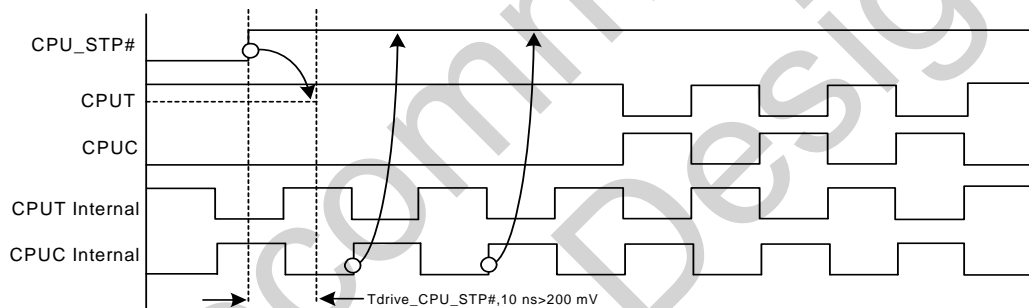 CPU_STP#
CPUT
CPUC
CPUT Internal
CPUC Internal
Tdrive_CPU_STP#,10 ns>200 mV